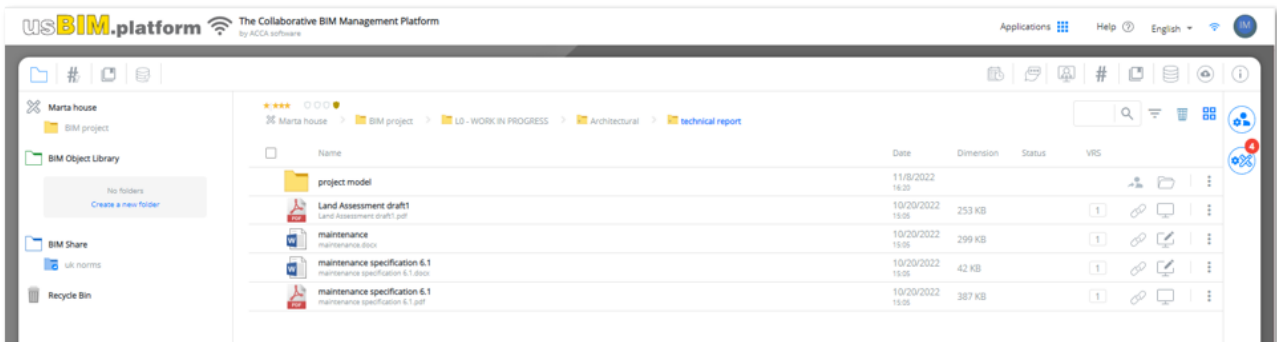 usBIM.platform
The Collaborative BIM Management Platform
by ACCA software
Applications
Help
English
IM
Marta house
BIM project
BIM Object Library
No folders
Create a new folder
BIM Share
uk norms
Recycle Bin
Marta house > BIM project > L0 - WORK IN PROGRESS > Architectural > technical report
4
Name Date Dimension Status VRS
project model 11/8/2022
16:20
Land Assessment draft1 10/20/2022 253 KB 1
Land Assessment draft1.pdf 15:05
maintenance 10/20/2022 299 KB 1
maintenance.docx 15:05
maintenance specification 6.1 10/20/2022 42 KB 1
maintenance specification 6.1.docx 15:05
maintenance specification 6.1 10/20/2022 387 KB 1
maintenance specification 6.1.pdf 15:05